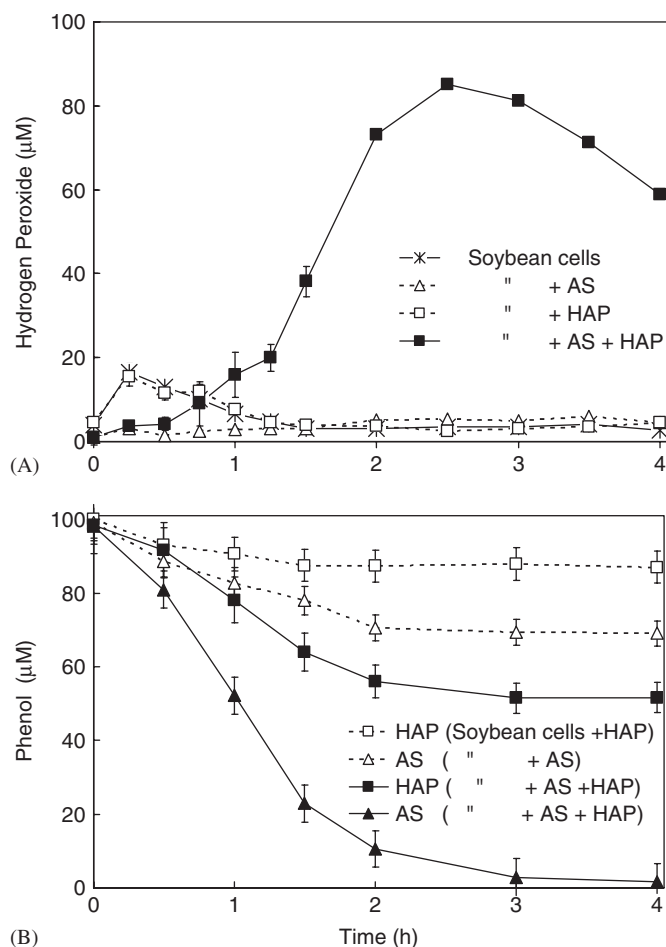 100
80
60
40
20
0
Hydrogen Peroxide (μM)
Soybean cells
" + AS
" + HAP
" + AS + HAP
0 1 2 3 4
(A)
100
80
60
40
20
0
Phenol (μM)
HAP (Soybean cells +HAP)
AS ( " + AS)
HAP ( " + AS +HAP)
AS ( " + AS + HAP)
0 1 2 3 4
(B)
Time (h)